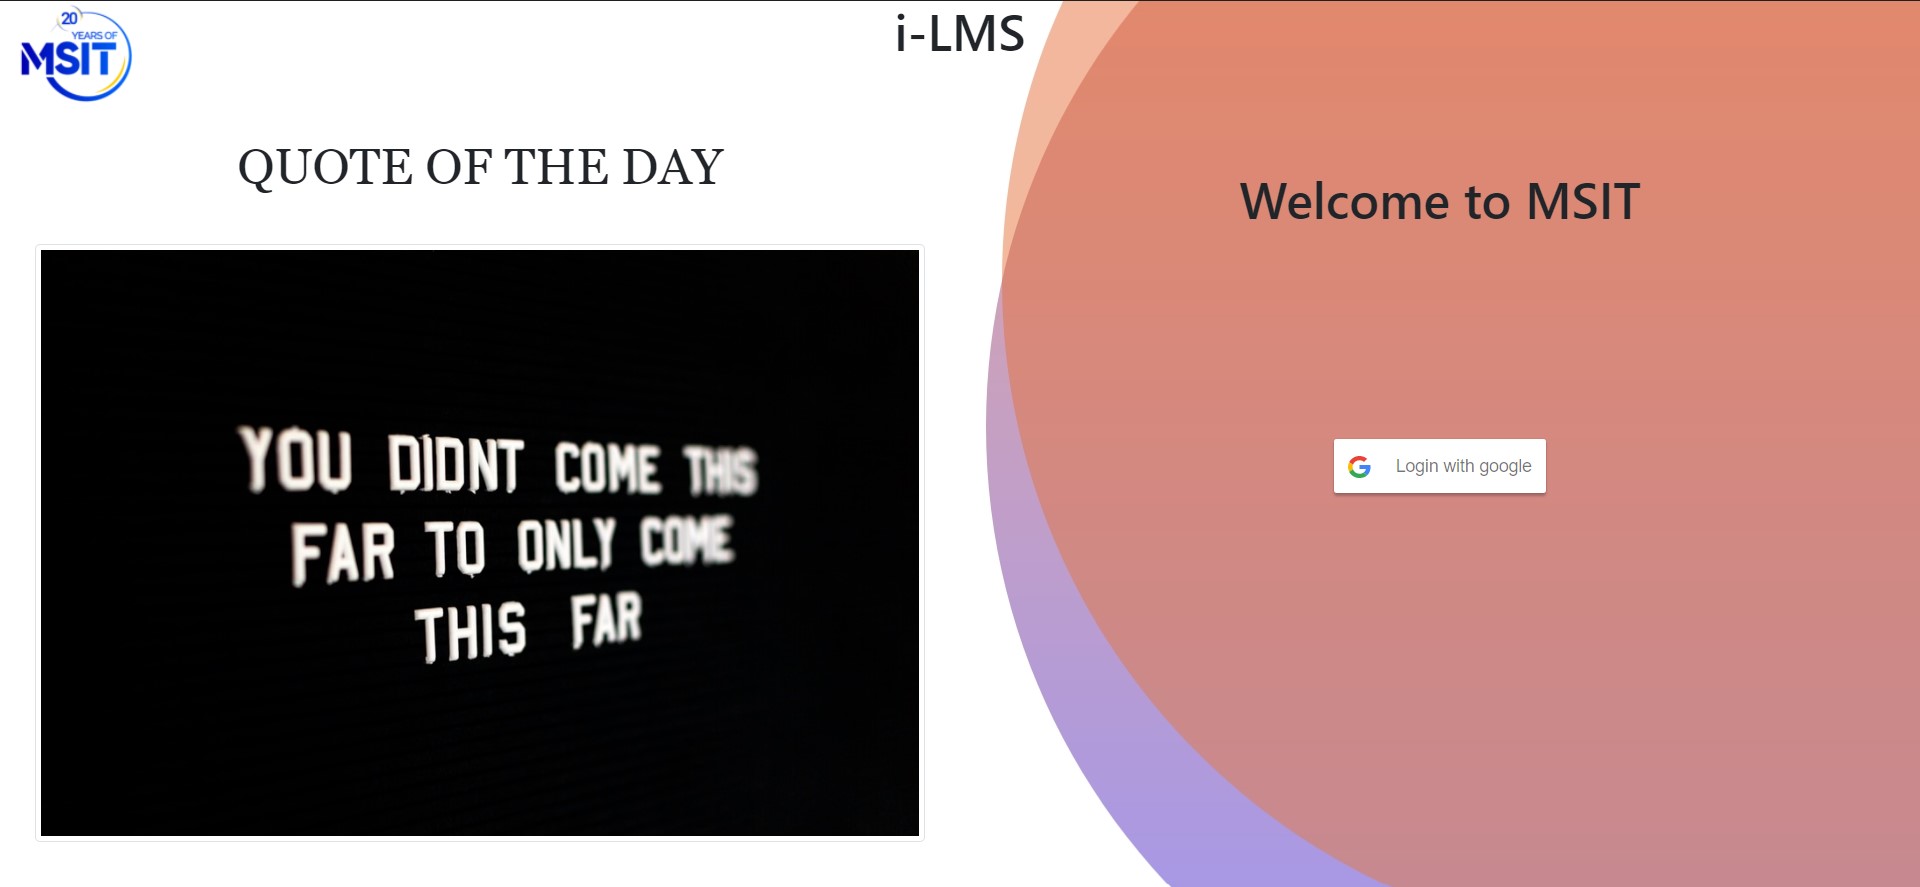 20
YEARS OF
MSIT
i-LMS
QUOTE OF THE DAY
YOU DIDNT COME THIS
FAR TO ONLY COME
THIS FAR
Welcome to MSIT
Login with google